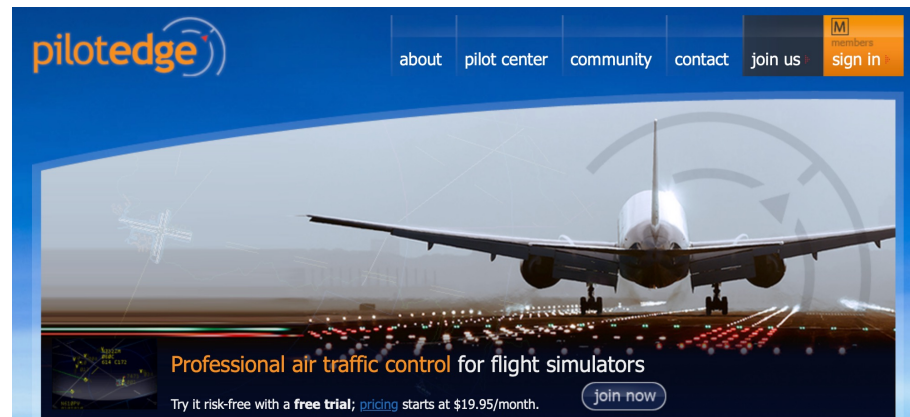 pilotedge
about pilot center community contact join us
M
members
sign in
Professional air traffic control for flight simulators
Try it risk-free with a free trial; pricing starts at $19.95/month.
join now